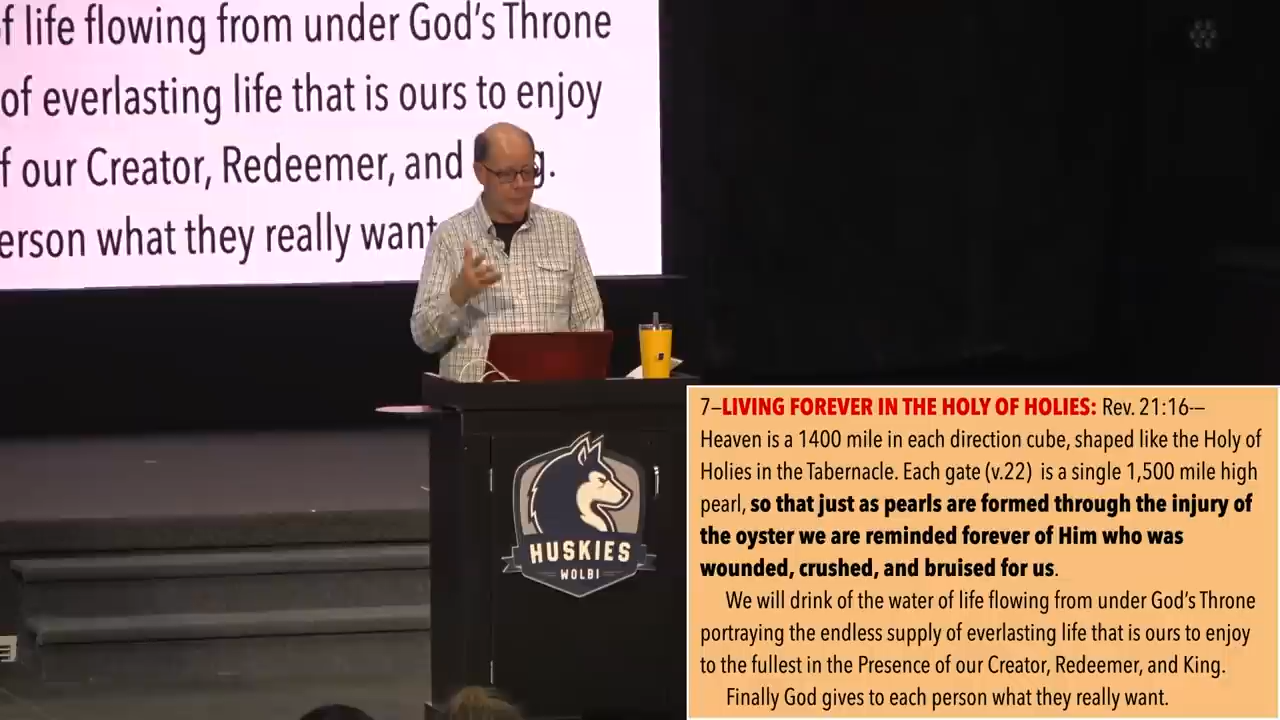 f life flowing from under God's Throne
of everlasting life that is ours to enjoy
f our Creator, Redeemer, and g.
erson what they really want
HUSKIES
WOLBI
7–LIVING FOREVER IN THE HOLY OF HOLIES: Rev. 21:16-–
Heaven is a 1400 mile in each direction cube, shaped like the Holy of
Holies in the Tabernacle. Each gate (v.22) is a single 1,500 mile high
pearl, so that just as pearls are formed through the injury of
the oyster we are reminded forever of Him who was
wounded, crushed, and bruised for us.
We will drink of the water of life flowing from under God's Throne
portraying the endless supply of everlasting life that is ours to enjoy
to the fullest in the Presence of our Creator, Redeemer, and King.
Finally God gives to each person what they really want.